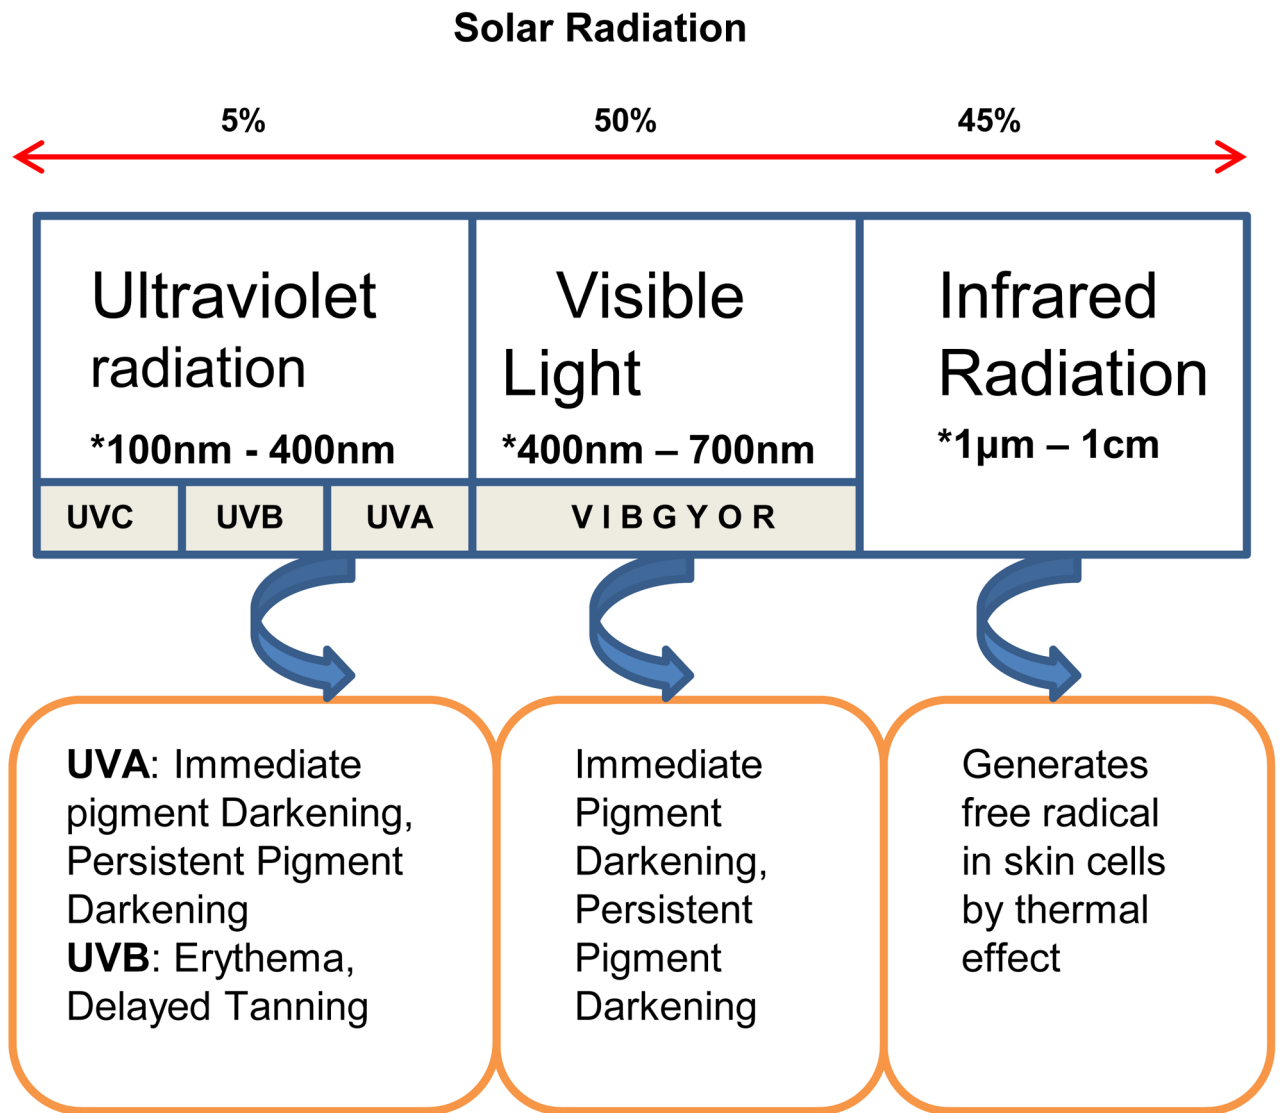 Solar Radiation
5% 50% 45%
Ultraviolet
radiation
*100nm - 400nm
Visible
Light
*400nm – 700nm
Infrared
Radiation
*1µm – 1cm
UVC UVB UVA
V I B G Y O R
UVA: Immediate
pigment Darkening,
Persistent Pigment
Darkening
UVB: Erythema,
Delayed Tanning
Immediate
Pigment
Darkening,
Persistent
Pigment
Darkening
Generates
free radical
in skin cells
by thermal
effect